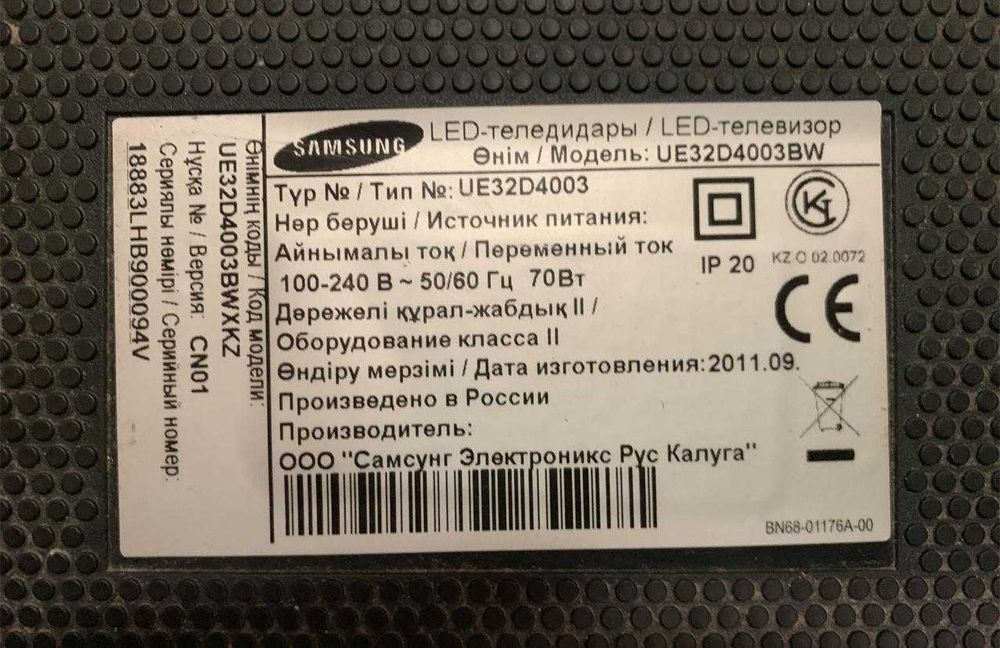 SAMSUNG
LED-теледидары / LED-телевизор
Өнім / Модель: UE32D4003BW
Түр № / Тип №: UE32D4003
Нәр беруші / Источник питания:
Айнымалы ток / Переменный ток
100-240 В ~ 50/60 Гц 70Вт
Дәрежелі құрал-жабдық II /
Оборудование класса II
Өндіру мерзімі / Дата изготовления: 2011.09.
Произведено в России
Производитель:
ООО "Самсунг Электроникс Рус Калуга"
IP 20
KZ O 02.0072
CE
BN68-01176A-00
Өнімнің коды / Код модели:
UE32D4003BWXKZ
Нұсқа № / Версия: CN01
Сериялы нөмірі / Серийный номер:
18883LHB900094V